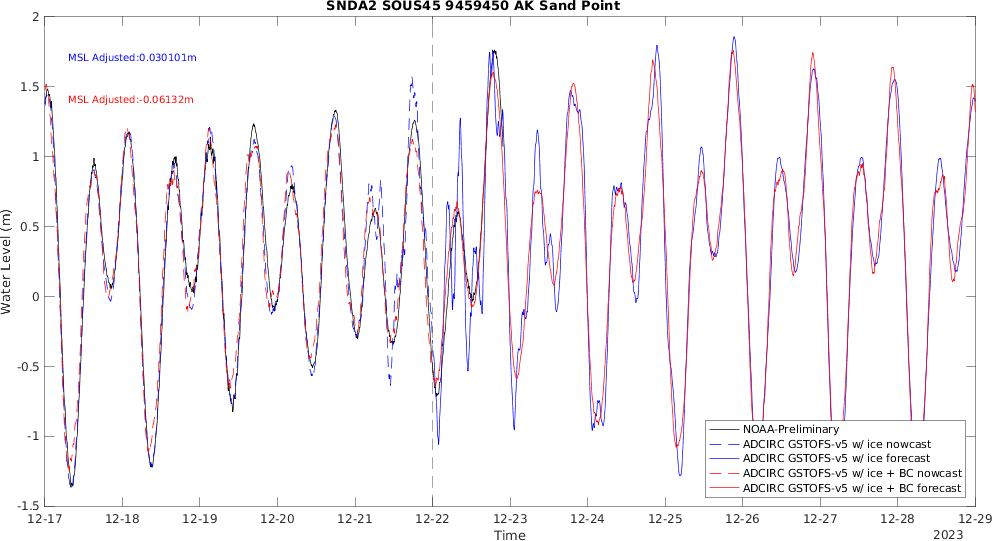 SNDA2 SOUS45 9459450 AK Sand Point
MSL Adjusted:0.030101m
MSL Adjusted:-0.06132m
Water Level (m)
2
1.5
1
0.5
0
-0.5
-1
-1.5
NOAA-Preliminary
ADCIRC GSTOFS-v5 w/ ice nowcast
ADCIRC GSTOFS-v5 w/ ice forecast
ADCIRC GSTOFS-v5 w/ ice + BC nowcast
ADCIRC GSTOFS-v5 w/ ice + BC forecast
12-17 12-18 12-19 12-20 12-21 12-22 12-23 12-24 12-25 12-26 12-27 12-28 12-29
Time
2023